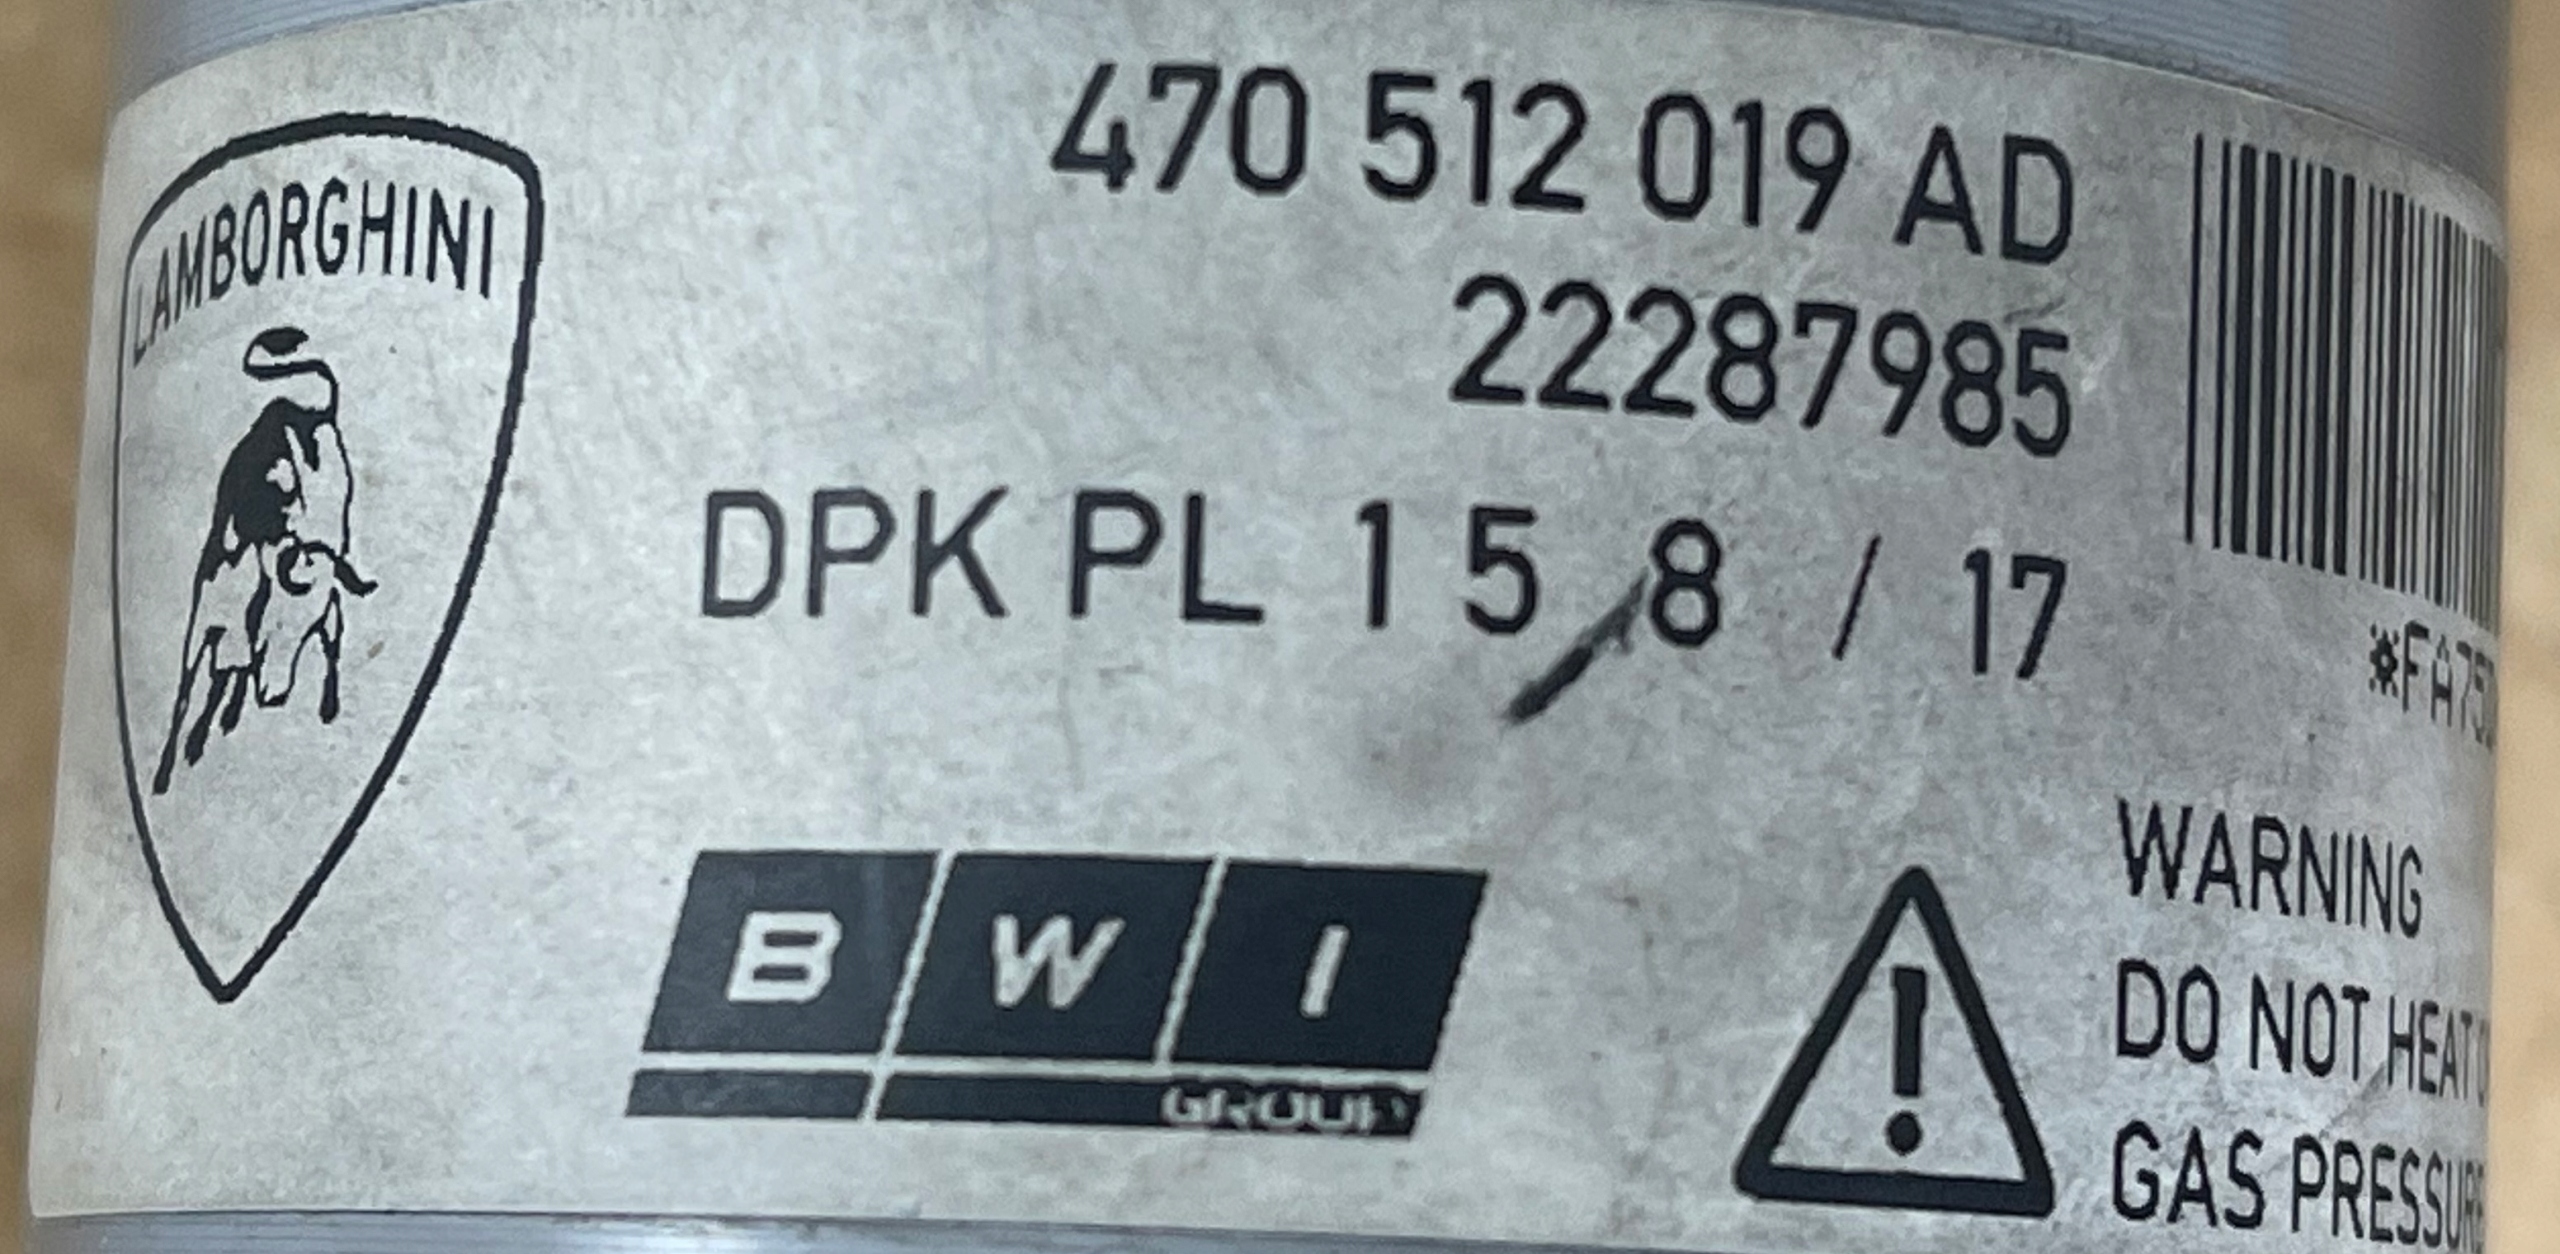 LAMBORGHINI
470 512 019 AD
22287985
DPK PL 1 5 8 / 17
*FA75
BWI
GROUP
WARNING
DO NOT HEAT
GAS